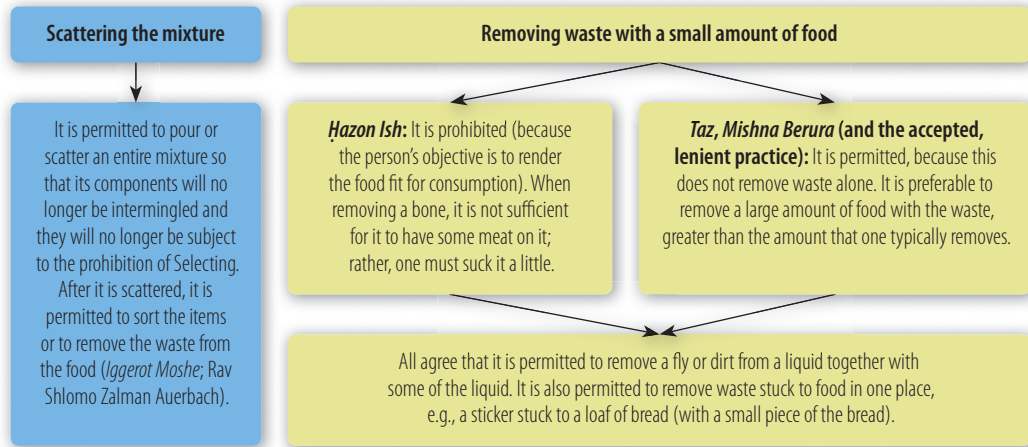 Scattering the mixture
It is permitted to pour or
scatter an entire mixture so
that its components will no
longer be intermingled and
they will no longer be subject
to the prohibition of Selecting.
After it is scattered, it is
permitted to sort the items
or to remove the waste from
the food (Iggerot Moshe; Rav
Shlomo Zalman Auerbach).
Removing waste with a small amount of food
Ḥazon Ish: It is prohibited (because
the person's objective is to render
the food fit for consumption). When
removing a bone, it is not sufficient
for it to have some meat on it;
rather, one must suck it a little.
Taz, Mishna Berura (and the accepted,
lenient practice): It is permitted, because this
does not remove waste alone. It is preferable to
remove a large amount of food with the waste,
greater than the amount that one typically removes.
All agree that it is permitted to remove a fly or dirt from a liquid together with
some of the liquid. It is also permitted to remove waste stuck to food in one place,
e.g., a sticker stuck to a loaf of bread (with a small piece of the bread).